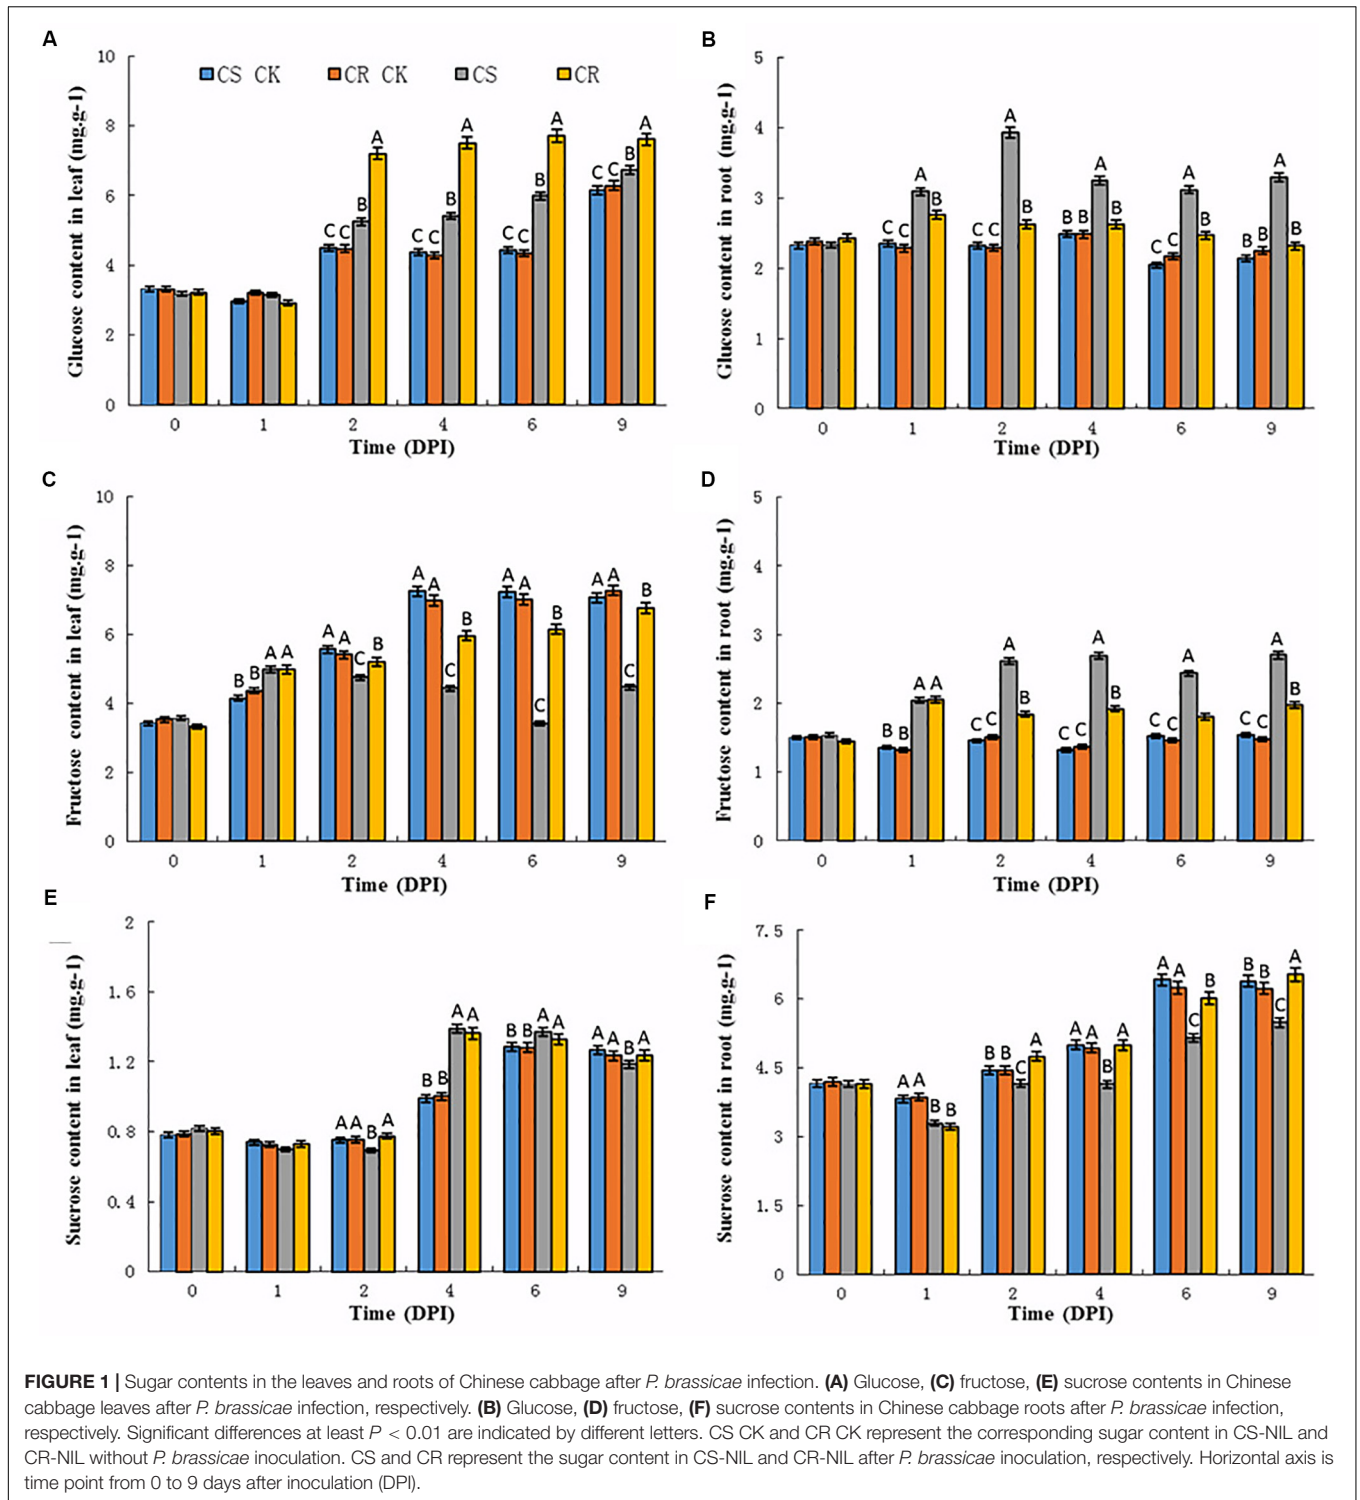 A
Glucose content in leaf (mg.g-1)
10
8
6
4
2
0
CS CK CR CK CS CR
C C B A
C C B A
C C B A
C C B A
0 1 2 4 6 9
Time (DPI)
B
Glucose content in root (mg.g-1)
5
4
3
2
1
0
C C A B
C C A B
B B A B
C C A B
B B A B
0 1 2 4 6 9
Time (DPI)
C
Fructose content in leaf (mg.g-1)
10
8
6
4
2
0
B B A A
A A C B
A A C B
A A C B
A A C B
0 1 2 4 6 9
Time (DPI)
D
Fructose content in root (mg.g-1)
5
4
3
2
1
0
B B A A
C C A B
C C A B
C C A B
C C A B
0 1 2 4 6 9
Time (DPI)
E
Sucrose content in leaf (mg.g-1)
2
1.6
1.2
0.8
0.4
0
A A B A
B B A A
B B A A
A A B A
0 1 2 4 6 9
Time (DPI)
F
Sucrose content in root (mg.g-1)
7.5
6
4.5
3
1.5
0
A A B B
B B C A
A A B A
A A C B
B B C A
0 1 2 4 6 9
Time (DPI)
FIGURE 1 | Sugar contents in the leaves and roots of Chinese cabbage after P. brassicae infection. (A) Glucose, (C) fructose, (E) sucrose contents in Chinese
cabbage leaves after P. brassicae infection, respectively. (B) Glucose, (D) fructose, (F) sucrose contents in Chinese cabbage roots after P. brassicae infection,
respectively. Significant differences at least P < 0.01 are indicated by different letters. CS CK and CR CK represent the corresponding sugar content in CS-NIL and
CR-NIL without P. brassicae inoculation. CS and CR represent the sugar content in CS-NIL and CR-NIL after P. brassicae inoculation, respectively. Horizontal axis is
time point from 0 to 9 days after inoculation (DPI).